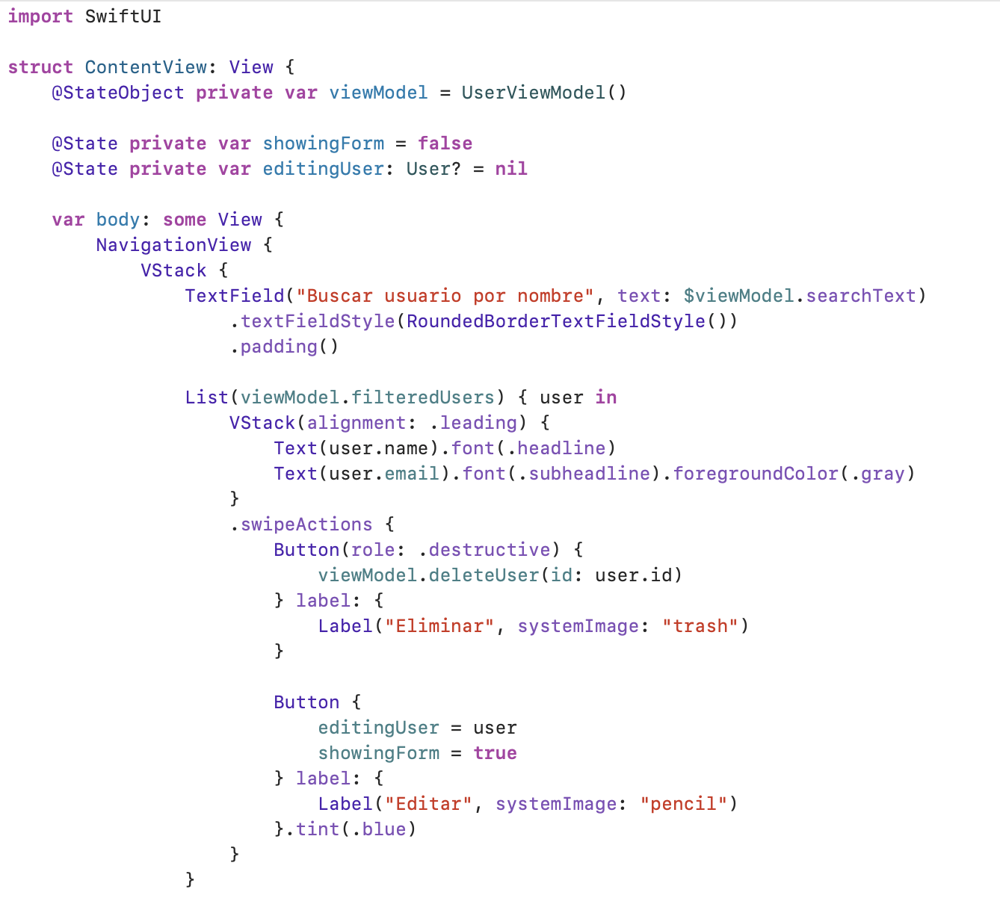 import SwiftUI

struct ContentView: View {
    @StateObject private var viewModel = UserViewModel()

    @State private var showingForm = false
    @State private var editingUser: User? = nil

    var body: some View {
        NavigationView {
            VStack {
                TextField("Buscar usuario por nombre", text: $viewModel.searchText)
                    .textFieldStyle(RoundedBorderTextFieldStyle())
                    .padding()

                List(viewModel.filteredUsers) { user in
                    VStack(alignment: .leading) {
                        Text(user.name).font(.headline)
                        Text(user.email).font(.subheadline).foregroundColor(.gray)
                    }
                    .swipeActions {
                        Button(role: .destructive) {
                            viewModel.deleteUser(id: user.id)
                        } label: {
                            Label("Eliminar", systemImage: "trash")
                        }

                        Button {
                            editingUser = user
                            showingForm = true
                        } label: {
                            Label("Editar", systemImage: "pencil")
                        }.tint(.blue)
                    }
                }